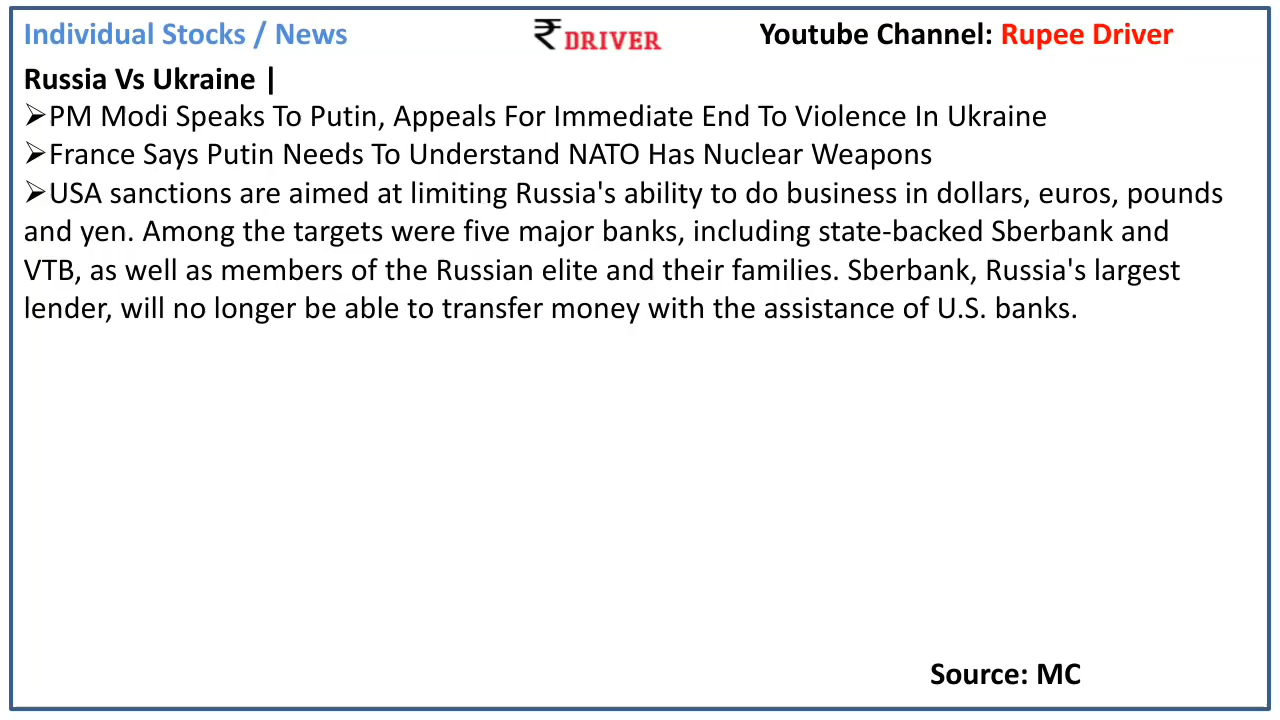 Individual Stocks / News
₹ DRIVER
Youtube Channel: Rupee Driver
Russia Vs Ukraine |
➢PM Modi Speaks To Putin, Appeals For Immediate End To Violence In Ukraine
➢France Says Putin Needs To Understand NATO Has Nuclear Weapons
➢USA sanctions are aimed at limiting Russia's ability to do business in dollars, euros, pounds
and yen. Among the targets were five major banks, including state-backed Sberbank and
VTB, as well as members of the Russian elite and their families. Sberbank, Russia's largest
lender, will no longer be able to transfer money with the assistance of U.S. banks.
Source: MC